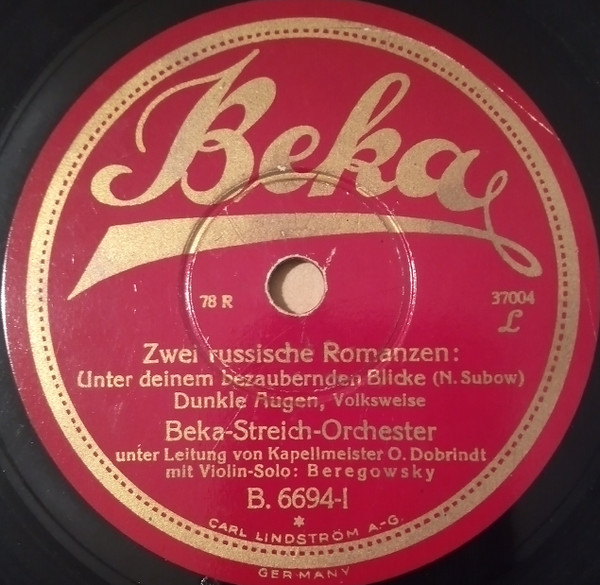 Beka
78 R
37004
L
Zwei russische Romanzen:
Unter deinem bezaubernden Blicke (N. Subow)
Dunkle Augen, Volksweise
Beka-Streich-Orchester
unter Leitung von Kapellmeister O. Dobrindt
mit Violin-Solo: Beregowsky
B. 6694-I
CARL LINDSTRÖM A-G.
GERMANY